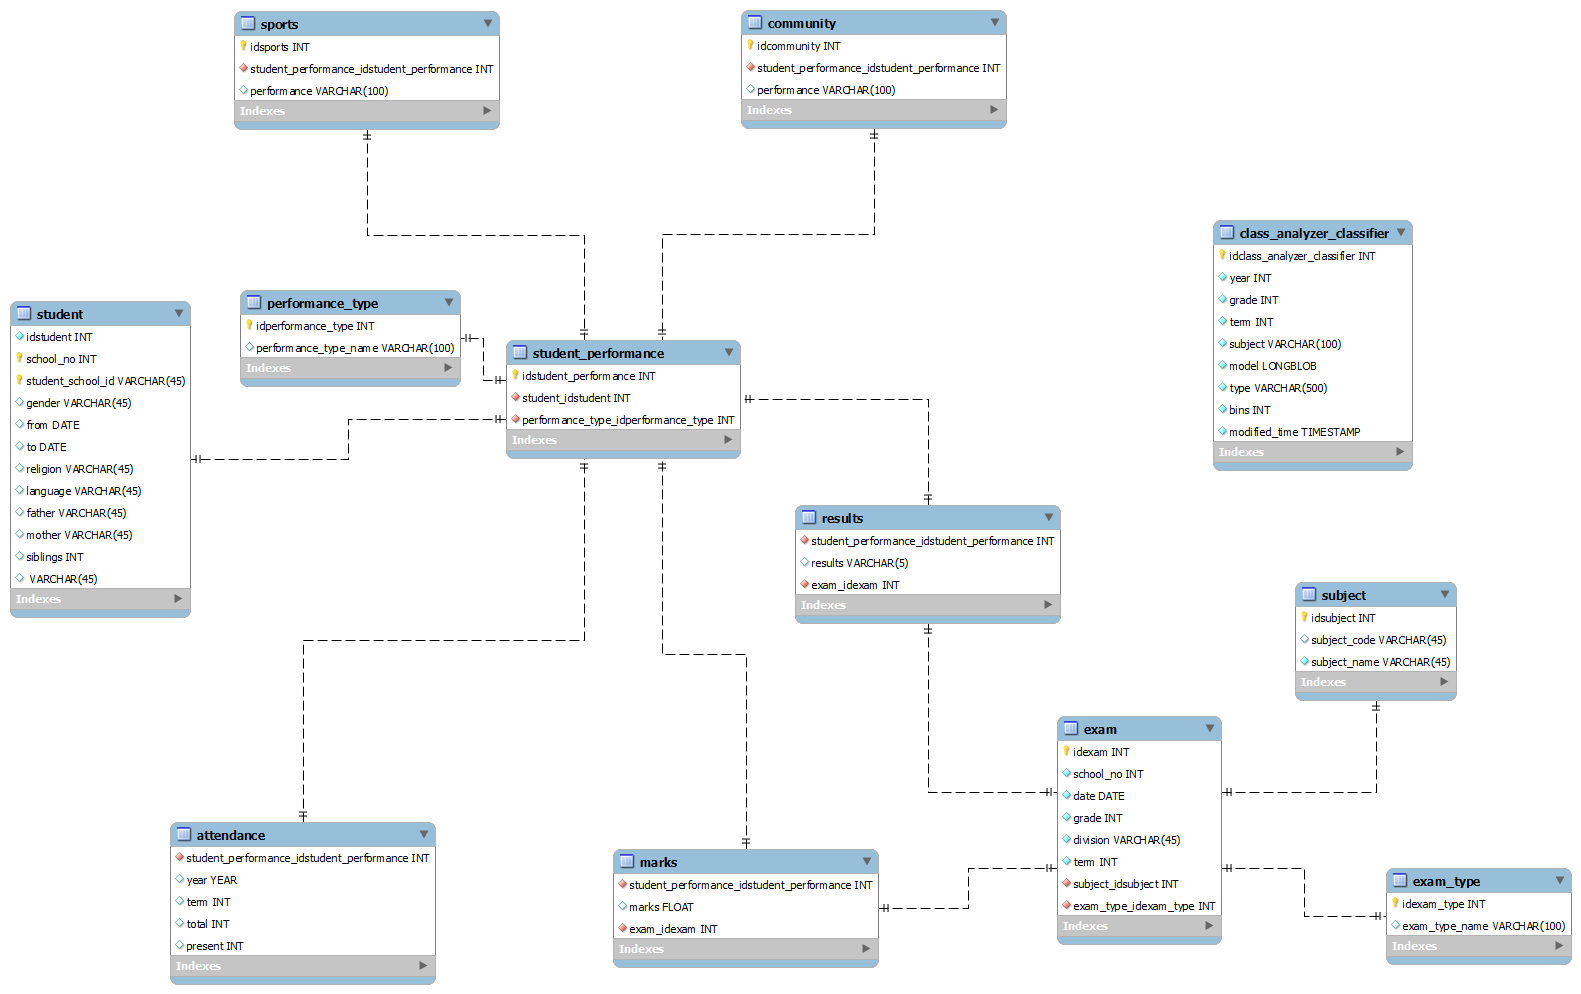 sports
idsports INT
student_performance_idstudent_performance INT
performance VARCHAR(100)
Indexes
community
idcommunity INT
student_performance_idstudent_performance INT
performance VARCHAR(100)
Indexes
class_analyzer_classifier
idclass_analyzer_classifier INT
year INT
grade INT
term INT
subject VARCHAR(100)
model LONGBLOB
type VARCHAR(500)
bins INT
modified_time TIMESTAMP
Indexes
student
idstudent INT
school_no INT
student_school_id VARCHAR(45)
gender VARCHAR(45)
from DATE
to DATE
religion VARCHAR(45)
language VARCHAR(45)
father VARCHAR(45)
mother VARCHAR(45)
siblings INT
VARCHAR(45)
Indexes
performance_type
idperformance_type INT
performance_type_name VARCHAR(100)
Indexes
student_performance
idstudent_performance INT
student_idstudent INT
performance_type_idperformance_type INT
Indexes
results
student_performance_idstudent_performance INT
results VARCHAR(5)
exam_idexam INT
Indexes
subject
idsubject INT
subject_code VARCHAR(45)
subject_name VARCHAR(45)
Indexes
exam
idexam INT
school_no INT
date DATE
grade INT
division VARCHAR(45)
term INT
subject_idsubject INT
exam_type_idexam_type INT
Indexes
attendance
student_performance_idstudent_performance INT
year YEAR
term INT
total INT
present INT
Indexes
marks
student_performance_idstudent_performance INT
marks FLOAT
exam_idexam INT
Indexes
exam_type
idexam_type INT
exam_type_name VARCHAR(100)
Indexes